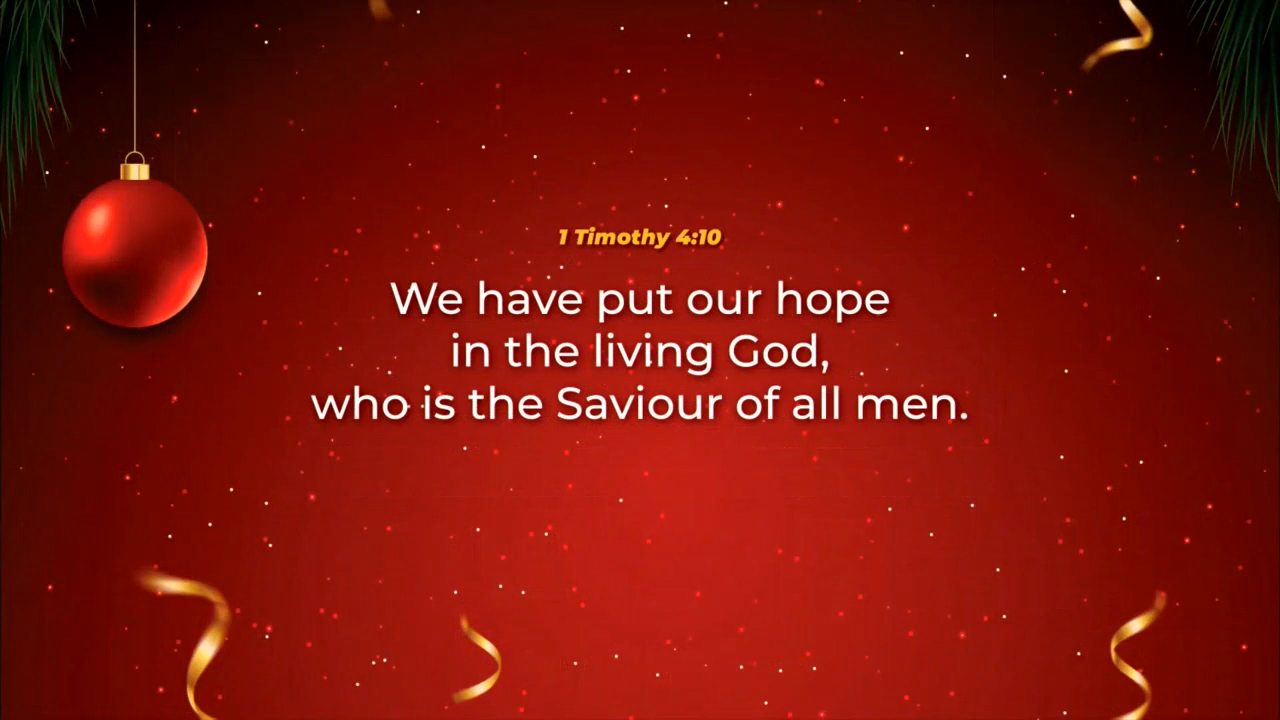 1 Timothy 4:10
We have put our hope
in the living God,
who is the Saviour of all men.